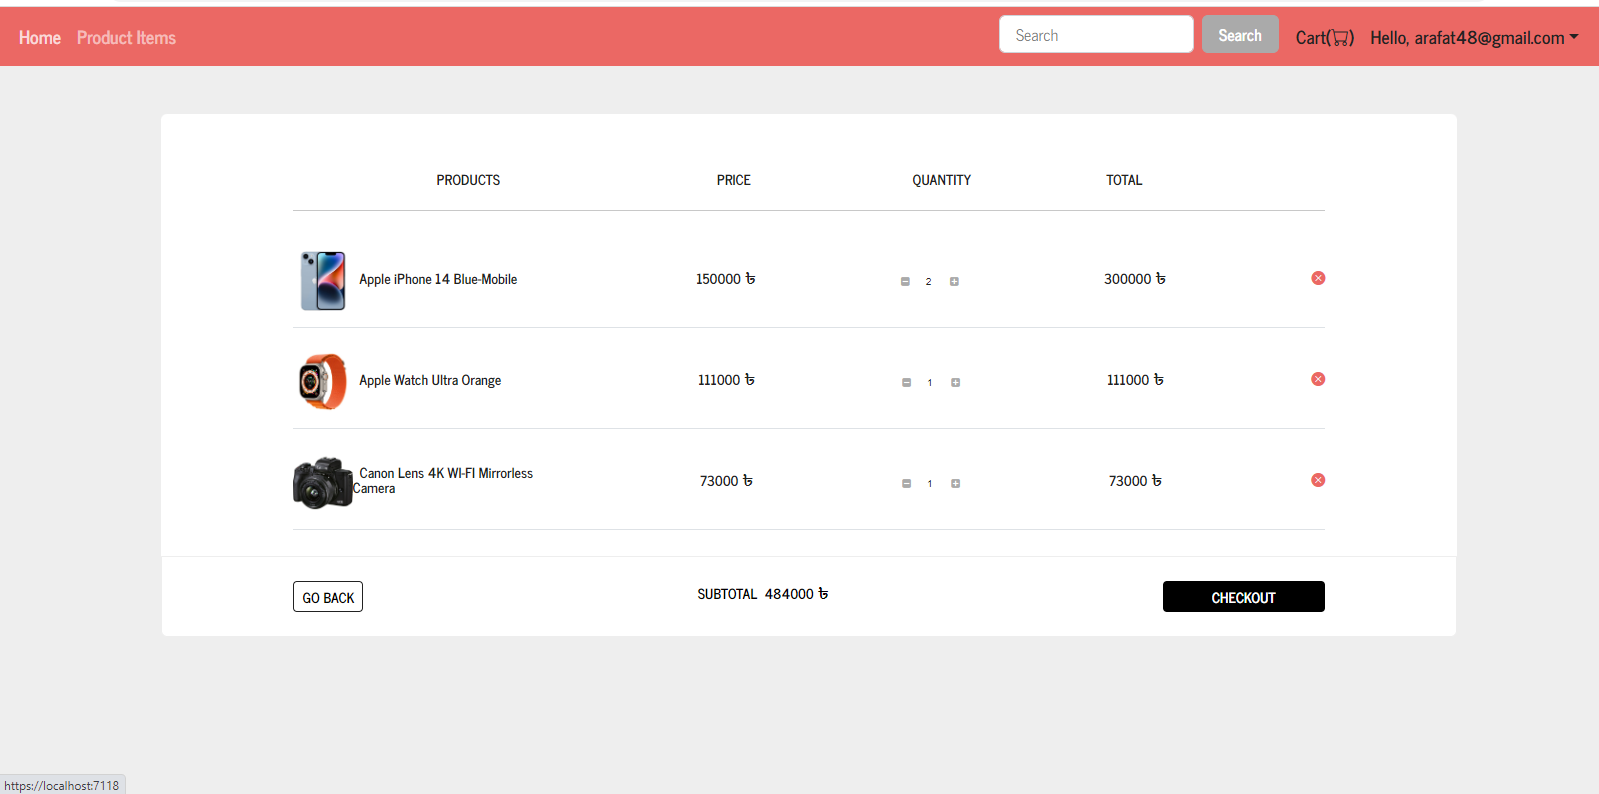 Home Product Items Search Search Cart( ) Hello, arafat48@gmail.com
PRODUCTS PRICE QUANTITY TOTAL
Apple iPhone 14 Blue-Mobile 150000 ৳ 2 300000 ৳
Apple Watch Ultra Orange 111000 ৳ 1 111000 ৳
Canon Lens 4K WI-FI Mirrorless
Camera 73000 ৳ 1 73000 ৳
GO BACK SUBTOTAL 484000 ৳ CHECKOUT
https://localhost:7118